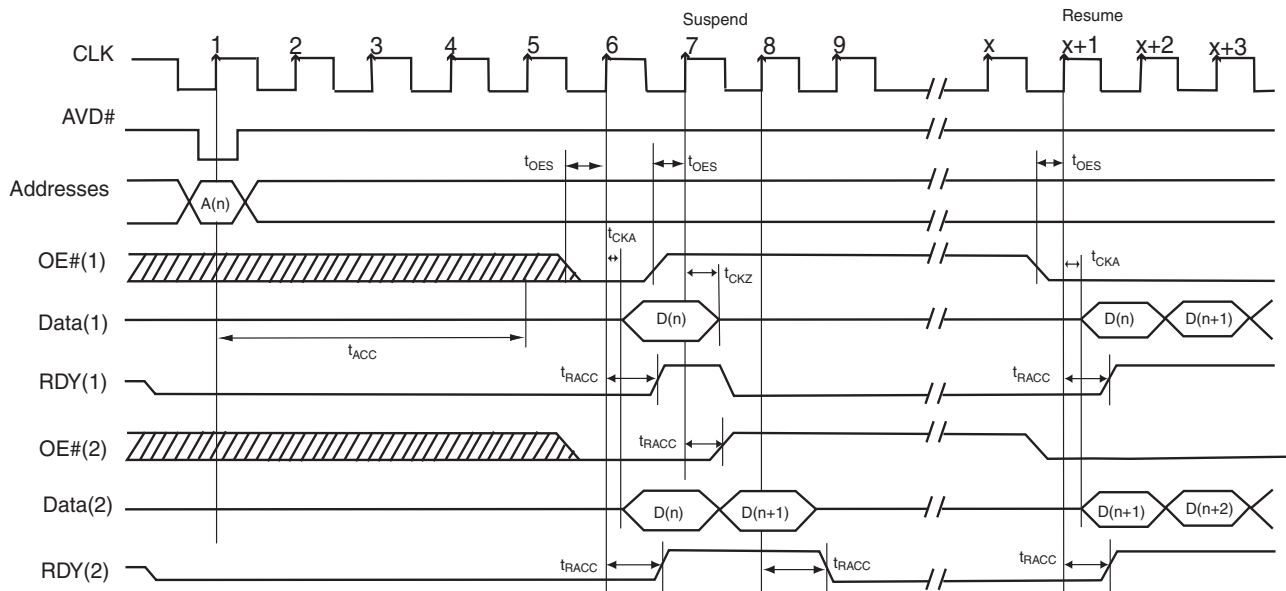 Suspend Resume
CLK 1 2 3 4 5 6 7 8 9 x x+1 x+2 x+3
AVD#
tOES tOES tOES
Addresses A(n)
tCKA
OE#(1) tCKZ tCKA
Data(1) D(n) D(n) D(n+1)
tACC
RDY(1) tRACC tRACC
OE#(2) tRACC
Data(2) D(n) D(n+1) D(n+1) D(n+2)
RDY(2) tRACC tRACC tRACC